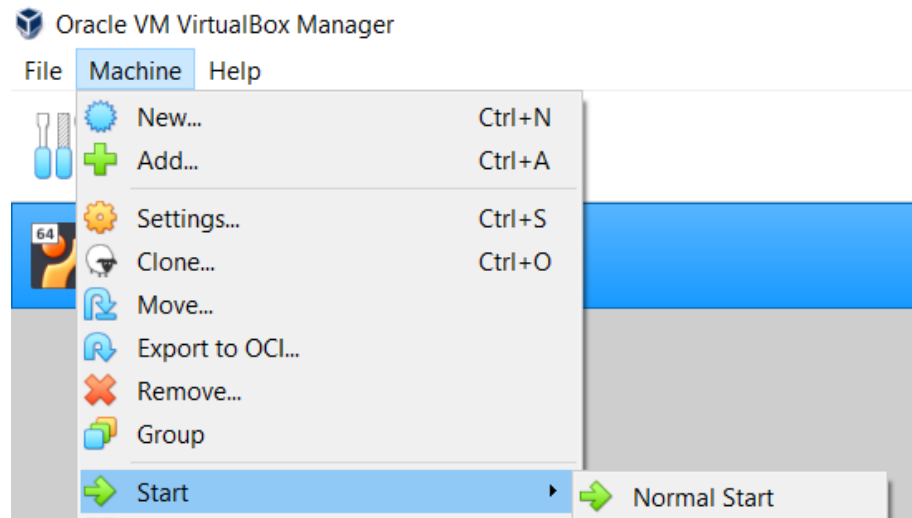 Oracle VM VirtualBox Manager
File Machine Help
New... Ctrl+N
Add... Ctrl+A
64
Settings... Ctrl+S
Clone... Ctrl+O
Move...
Export to OCI...
Remove...
Group
Start Normal Start